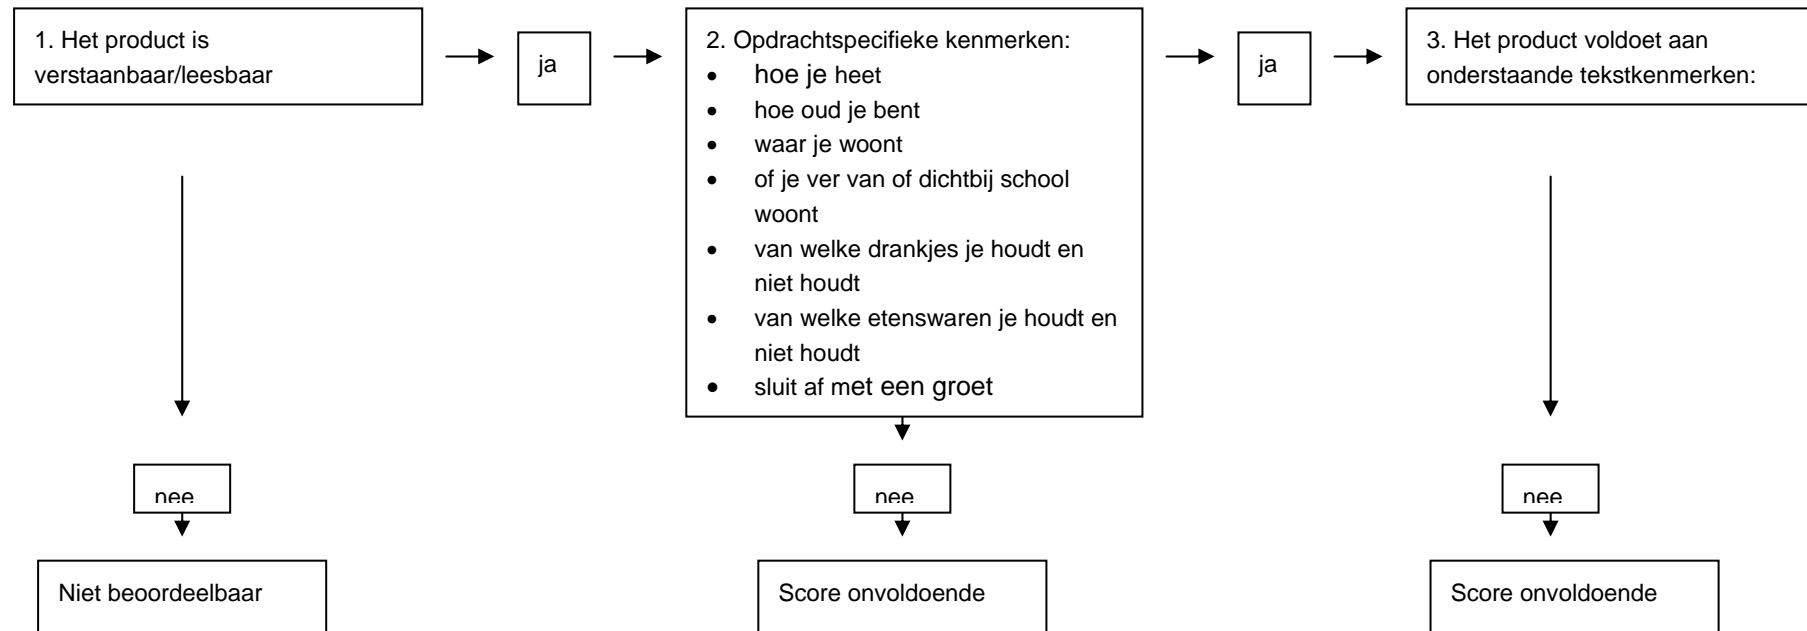 1. Het product is
verstaanbaar/leesbaar
ja
2. Opdrachtspecifieke kenmerken:
• hoe je heet
• hoe oud je bent
• waar je woont
• of je ver van of dichtbij school
woont
• van welke drankjes je houdt en
niet houdt
• van welke etenswaren je houdt en
niet houdt
• sluit af met een groet
ja
3. Het product voldoet aan
onderstaande tekstkenmerken:
nee
nee
nee
Niet beoordeelbaar
Score onvoldoende
Score onvoldoende